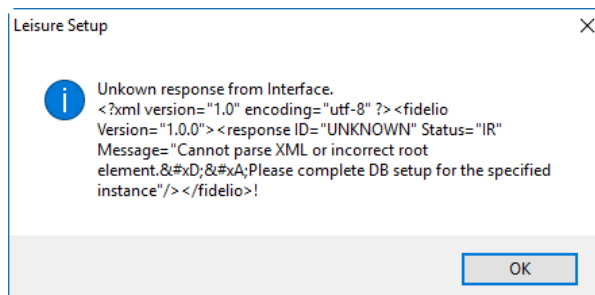 Leisure Setup
Unkown response from Interface.
<?xml version="1.0" encoding="utf-8" ?><fidelio
Version="1.0.0"><response ID="UNKNOWN" Status="IR"
Message="Cannot parse XML or incorrect root
element.&#xD;&#xA;Please complete DB setup for the specified
instance"/></fidelio>!
OK